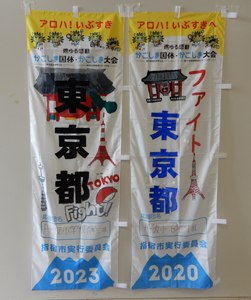 アロハ!いぶすき
燃ゆる感動
かごしま国体・かごしま大会
東京都
TOKYO
Fight!
指宿市実行委員会
2023
アロハ!いぶすきへ
燃ゆる感動
かごしま国体・かごしま大会
ファイト
東京都
指宿市実行委員会
2020